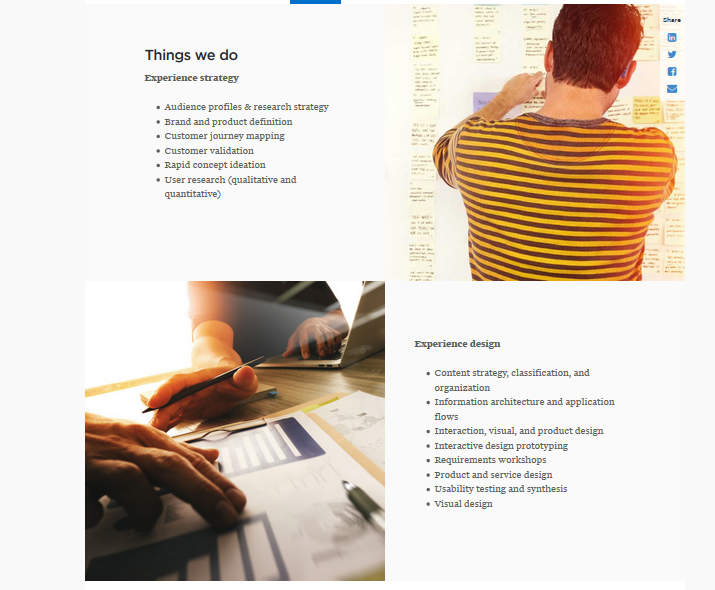 Share
Things we do
Experience strategy
• Audience profiles & research strategy
• Brand and product definition
• Customer journey mapping
• Customer validation
• Rapid concept ideation
• User research (qualitative and
quantitative)
Experience design
• Content strategy, classification, and
organization
• Information architecture and application
flows
• Interaction, visual, and product design
• Interactive design prototyping
• Requirements workshops
• Product and service design
• Usability testing and synthesis
• Visual design